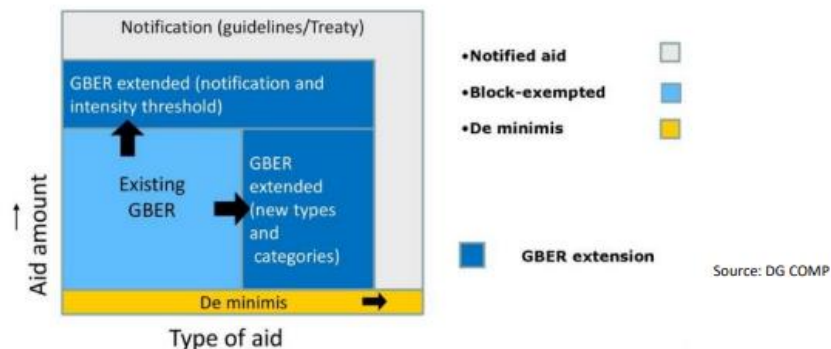 Notification (guidelines/Treaty)
GBER extended (notification and
intensity threshold)
Existing
GBER
GBER
extended
(new types
and
categories)
De minimis
Aid amount
Type of aid
•Notified aid
•Block-exempted
•De minimis
GBER extension
Source: DG COMP